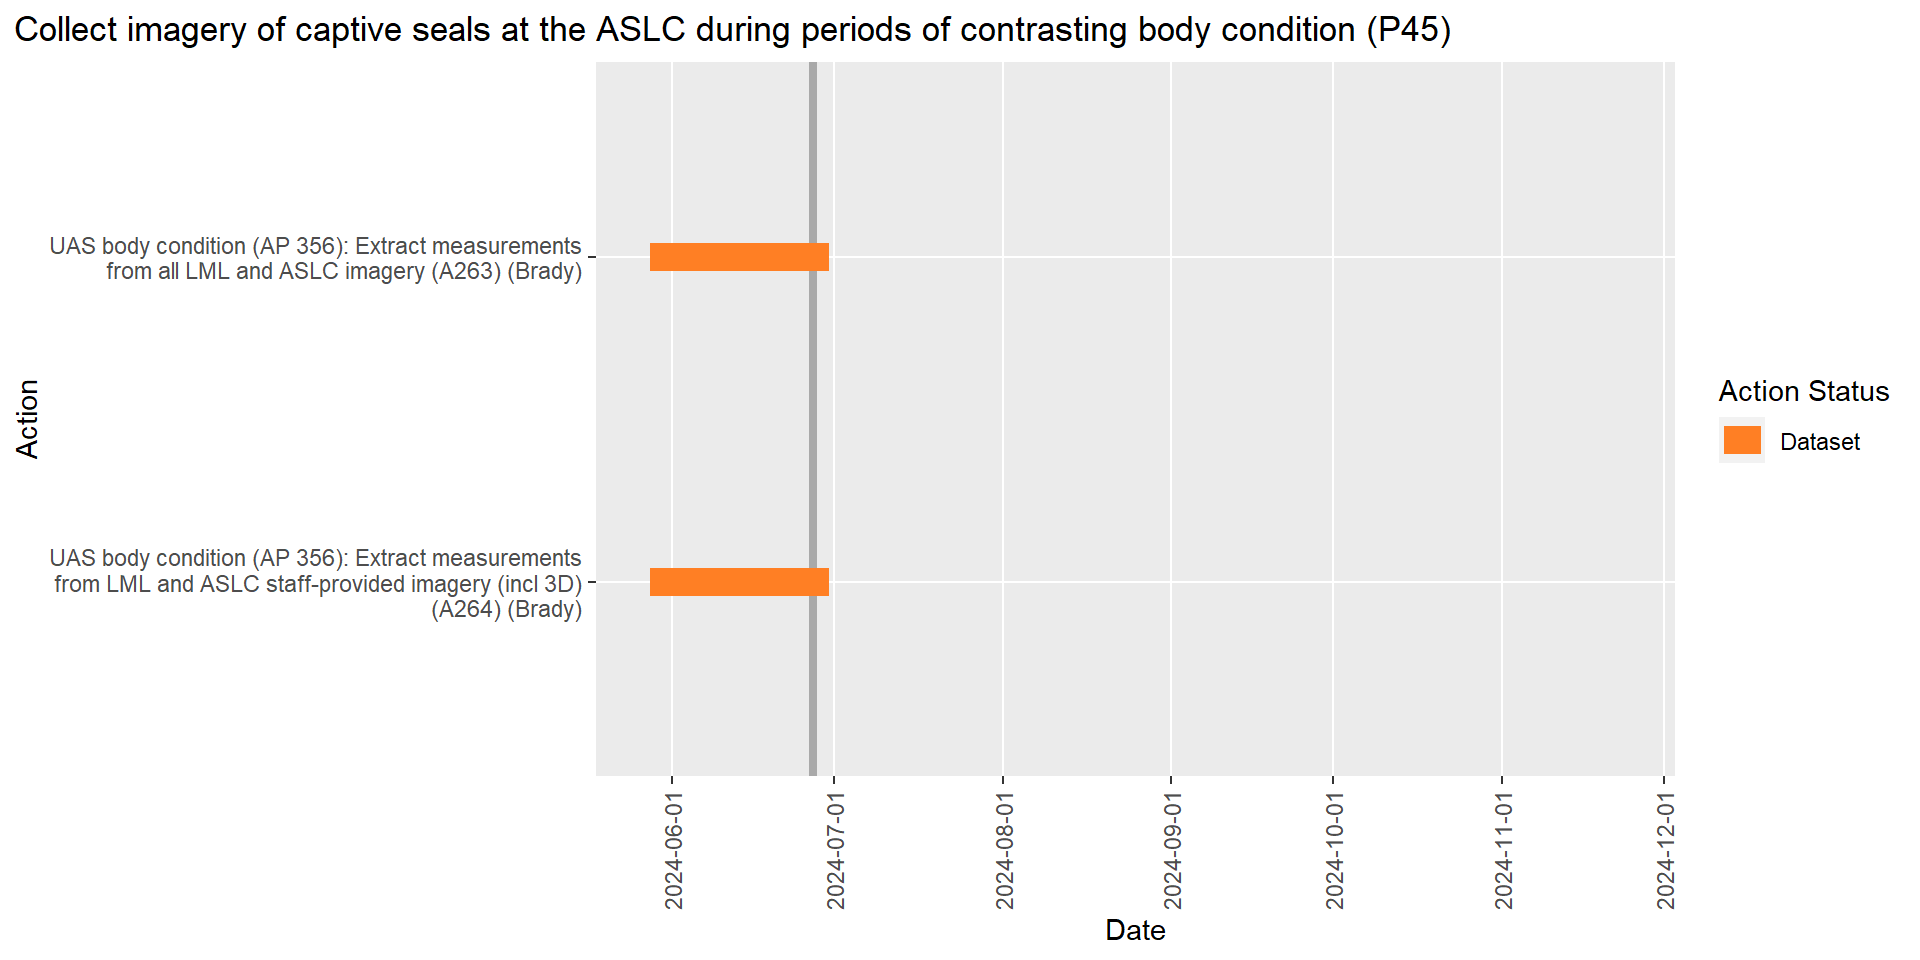 Collect imagery of captive seals at the ASLC during periods of contrasting body condition (P45)
UAS body condition (AP 356): Extract measurements
from all LML and ASLC imagery (A263) (Brady)
UAS body condition (AP 356): Extract measurements
from LML and ASLC staff-provided imagery (incl 3D)
(A264) (Brady)
Action
2024-06-01
2024-07-01
2024-08-01
2024-09-01
2024-10-01
2024-11-01
2024-12-01
Date
Action Status
Dataset